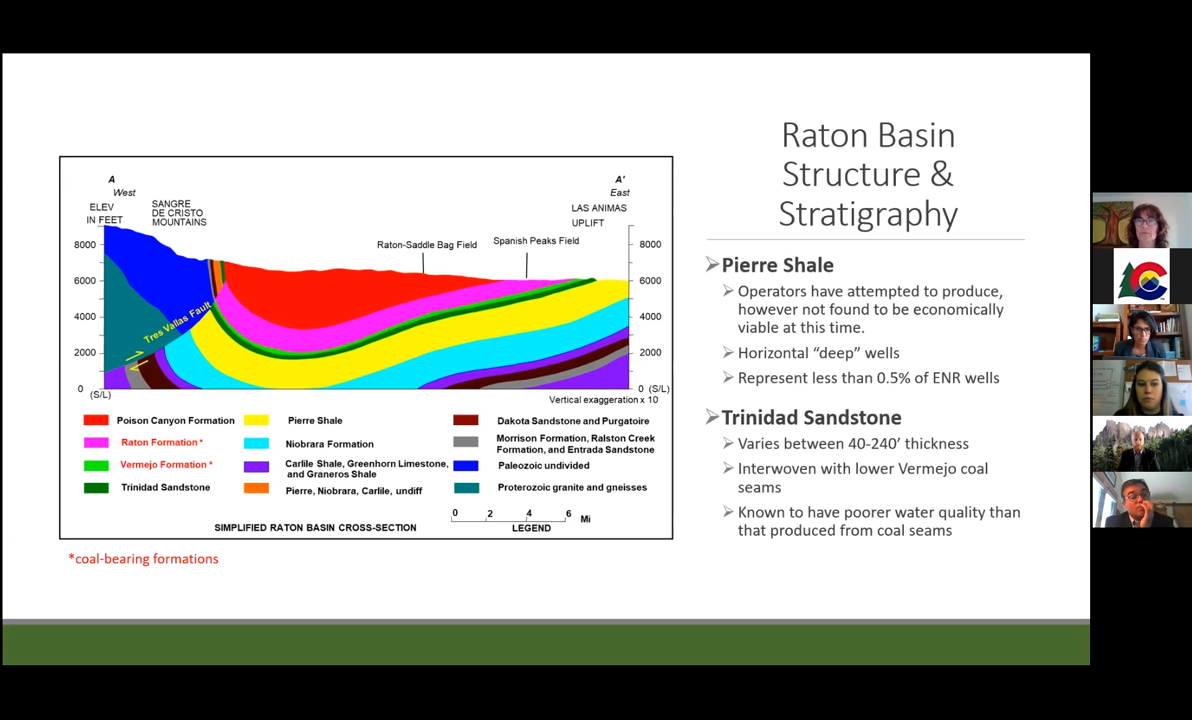 Raton Basin
Structure &
Stratigraphy
A
West
ELEV
IN FEET
SANGRE
DE CRISTO
MOUNTAINS
A'
East
LAS ANIMAS
UPLIFT
Raton-Saddle Bag Field
Spanish Peaks Field
8000
6000
4000
2000
0
(S/L)
8000
6000
4000
2000
0 (S/L)
Tres Vallas Fault
Vertical exaggeration x 10
Poison Canyon Formation
Raton Formation *
Vermejo Formation *
Trinidad Sandstone
Pierre Shale
Niobrara Formation
Carlile Shale, Greenhorn Limestone,
and Graneros Shale
Pierre, Niobrara, Carlile, undiff
Dakota Sandstone and Purgatoire
Morrison Formation, Ralston Creek
Formation, and Entrada Sandstone
Paleozoic undivided
Proterozoic granite and gneisses
0 2 4 6 Mi
SIMPLIFIED RATON BASIN CROSS-SECTION
LEGEND
*coal-bearing formations
Pierre Shale
Operators have attempted to produce,
however not found to be economically
viable at this time.
Horizontal “deep” wells
Represent less than 0.5% of ENR wells
Trinidad Sandstone
Varies between 40-240’ thickness
Interwoven with lower Vermejo coal
seams
Known to have poorer water quality than
that produced from coal seams